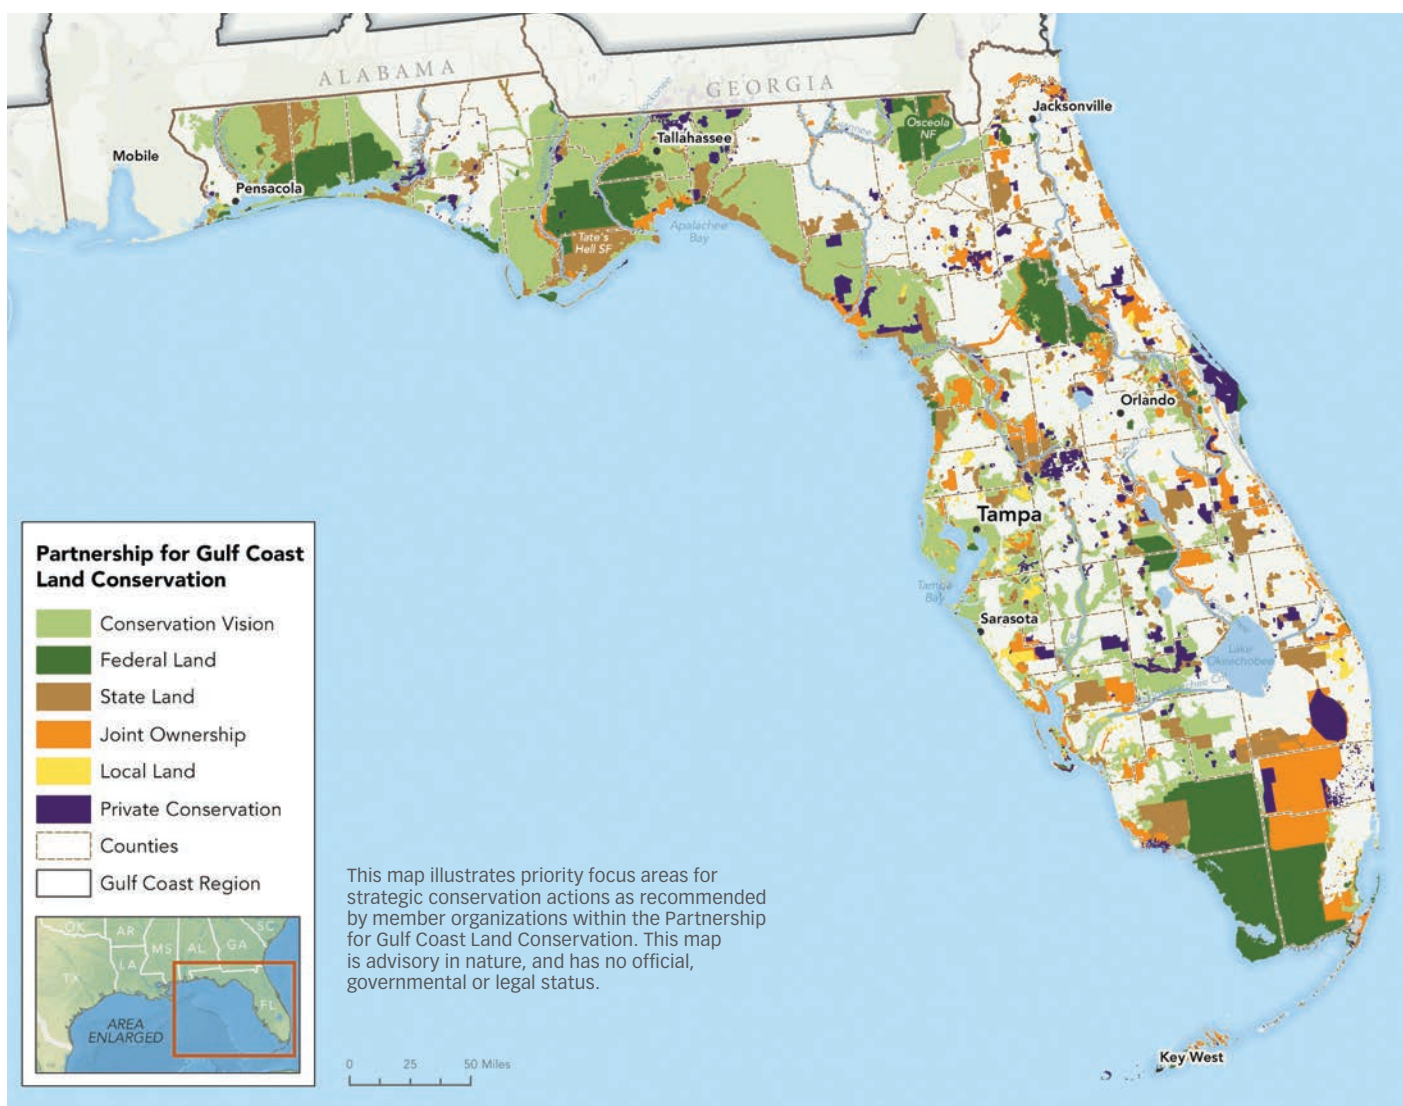 ALABAMA
GEORGIA
Jacksonville
Osceola
NF
Tallahassee
Mobile
Pensacola
Apalachee
Bay
Tate's
Hell SF
Orlando
Tampa
Tampa
Bay
Sarasota
Lake
Okeechobee
Key West
Partnership for Gulf Coast
Land Conservation
Conservation Vision
Federal Land
State Land
Joint Ownership
Local Land
Private Conservation
Counties
Gulf Coast Region
OK
AR
SC
MS
AL
GA
LA
TX
FL
AREA
ENLARGED
This map illustrates priority focus areas for
strategic conservation actions as recommended
by member organizations within the Partnership
for Gulf Coast Land Conservation. This map
is advisory in nature, and has no official,
governmental or legal status.
0 25 50 Miles